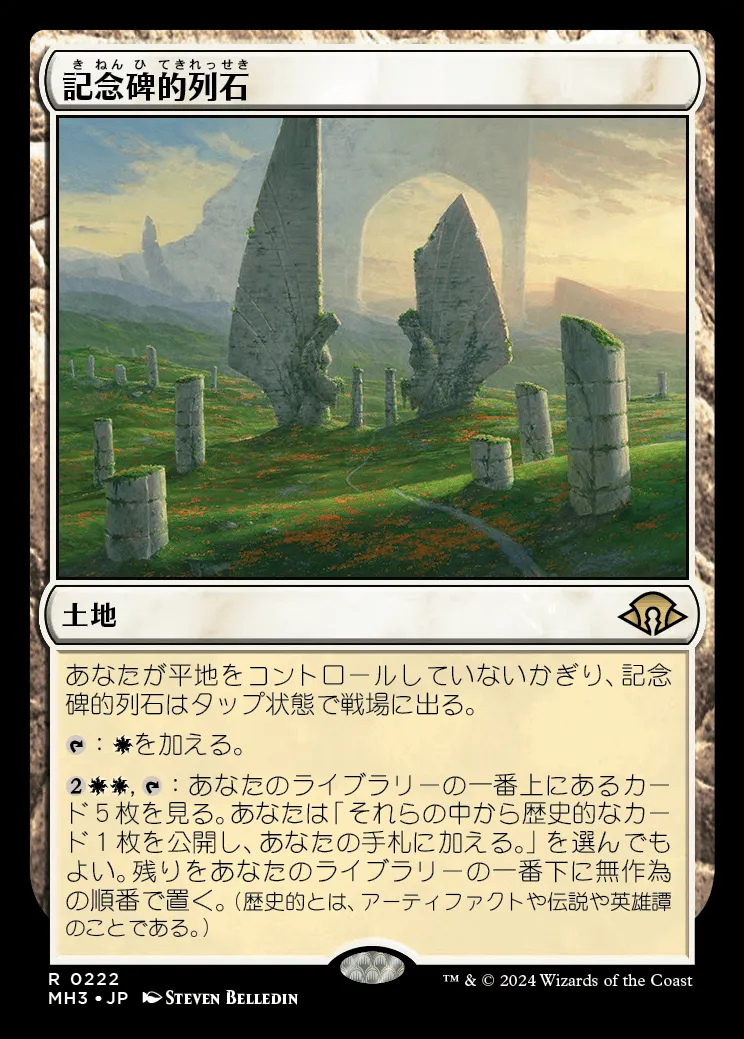 き ねん ひ てきれっせき
記念碑的列石
土地
あなたが平地をコントロールしていないかぎり、記念
碑的列石はタップ状態で戦場に出る。
：を加える。
2，：あなたのライブラリーの一番上にあるカー
ド５枚を見る。あなたは「それらの中から歴史的なカー
ド１枚を公開し、あなたの手札に加える。」を選んでも
よい。残りをあなたのライブラリーの一番下に無作為
の順番で置く。（歴史的とは、アーティファクトや伝説や英雄譚
のことである。）
R 0222
MH3 • JP STEVEN BELLEDIN
™ & © 2024 Wizards of the Coast